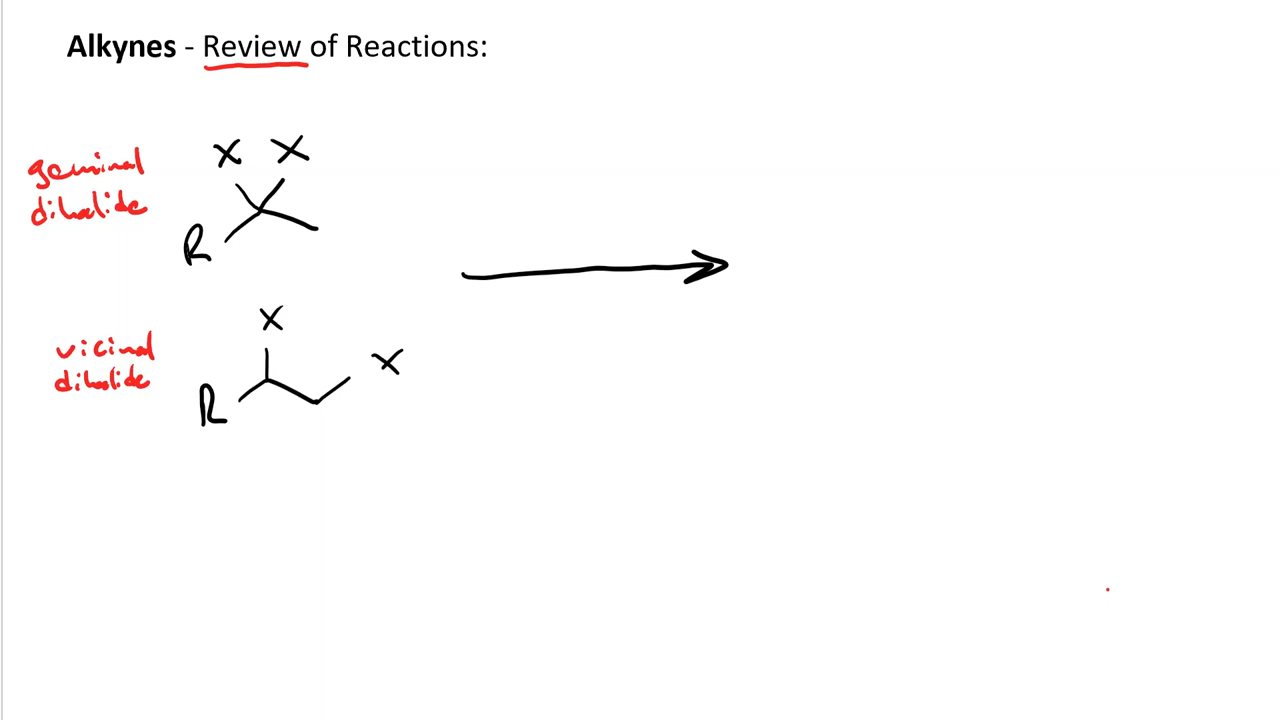 Alkynes - Review of Reactions:
geminal
dihalide
X X
R
X
vicinal
dihalide
X
R